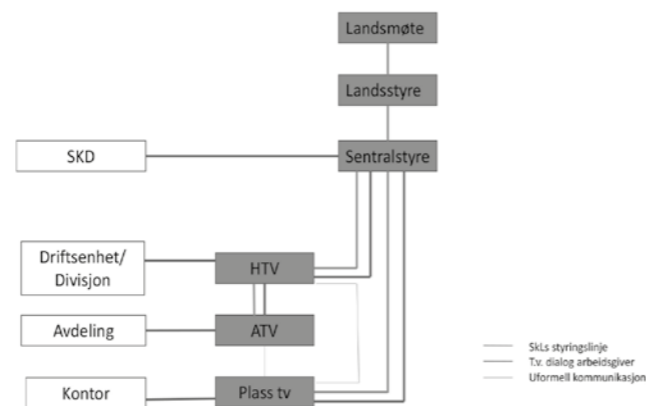 Landsmøte
Landsstyre
SKD
Sentralstyre
Driftsenhet/
Divisjon
HTV
Avdeling
ATV
Kontor
Plass tv
SkLs styringslinje
T.v. dialog arbeidsgiver
Uformell kommunikasjon